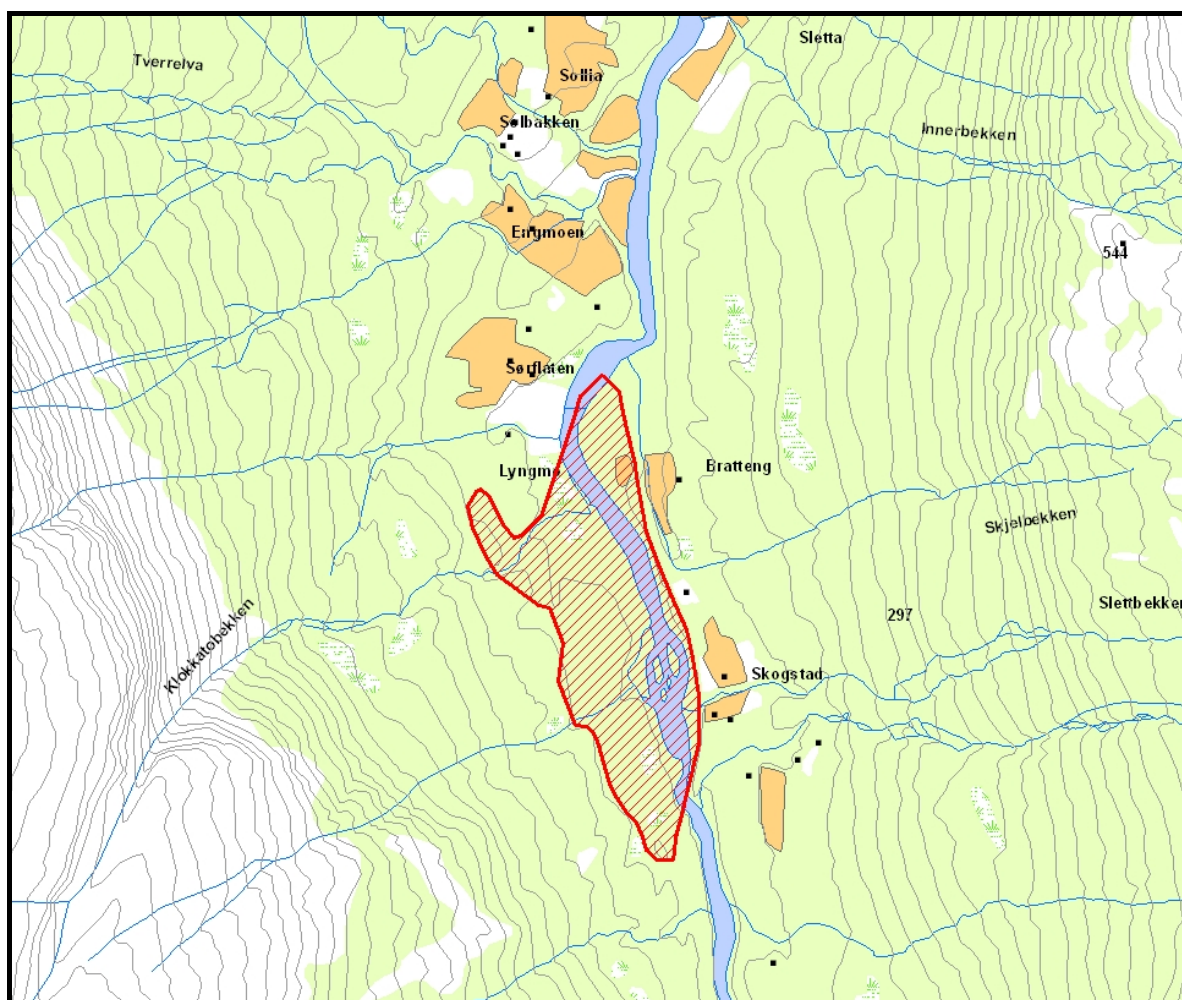 Sletta
Tverrelva
Sollia
Solbakken
Innerbekken
Engmoen
544
Sørflaten
Lyngmo
Bratteng
Skjelbekken
Klokkatobekken
297
Slettbekken
Skogstad